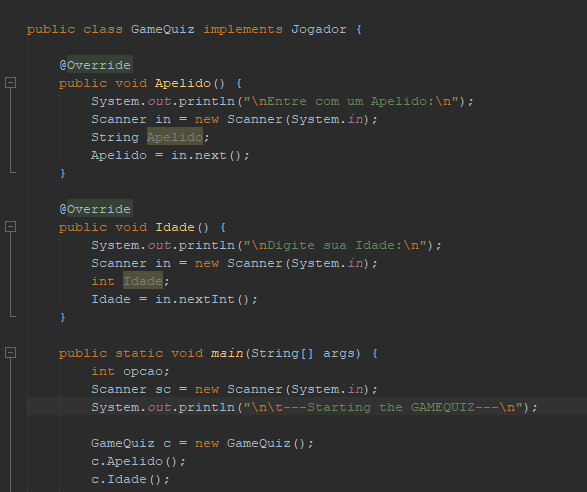 public class GameQuiz implements Jogador {
@Override
public void Apelido() {
System.out.println("\nEntre com um Apelido:\n");
Scanner in = new Scanner(System.in);
String Apelido;
Apelido = in.next();
}
@Override
public void Idade() {
System.out.println("\nDigite sua Idade:\n");
Scanner in = new Scanner(System.in);
int Idade;
Idade = in.nextInt();
}
public static void main(String[] args) {
int opcao;
Scanner sc = new Scanner(System.in);
System.out.println("\n\t---Starting the GAMEQUIZ---\n");
GameQuiz c = new GameQuiz();
c.Apelido();
c.Idade();